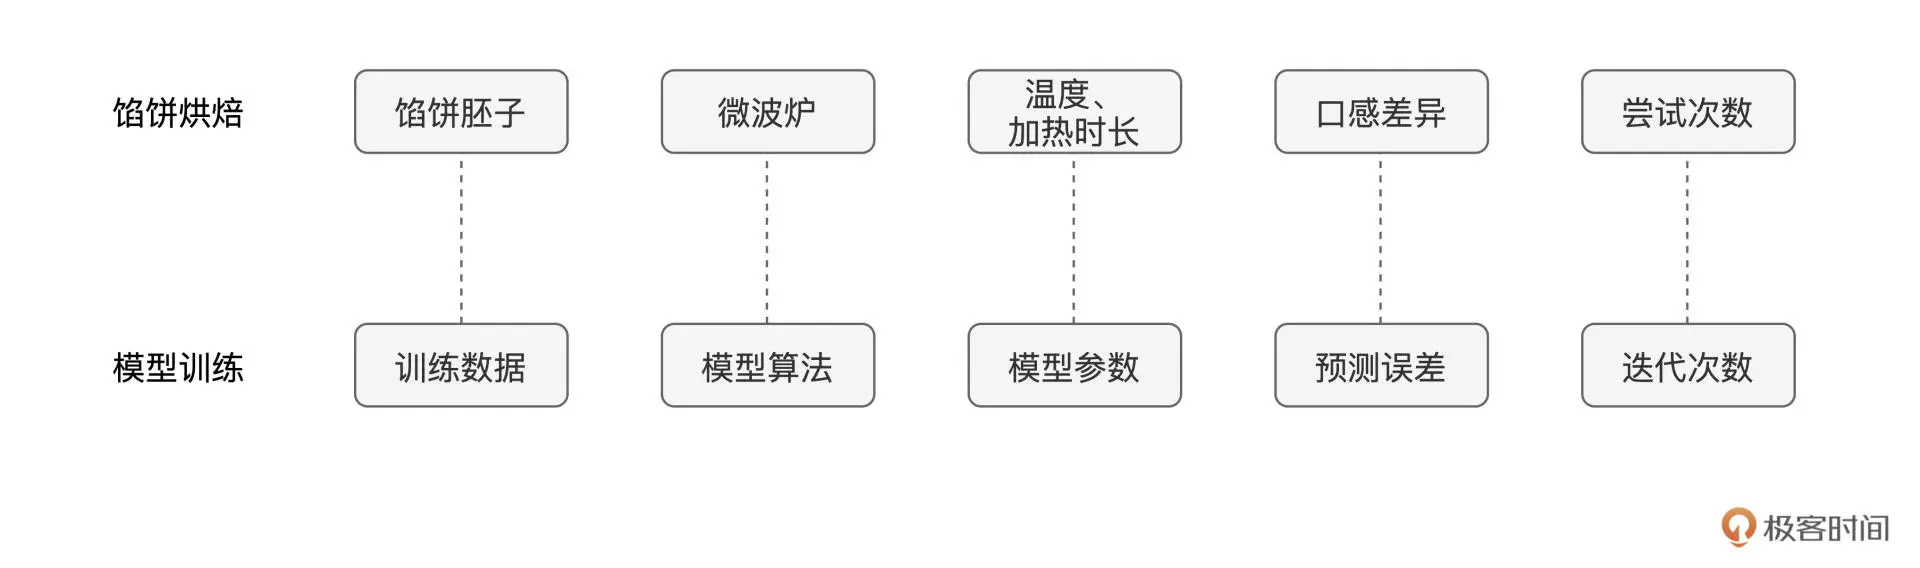 馅饼烘焙
馅饼胚子
微波炉
温度、
加热时长
口感差异
尝试次数
模型训练
训练数据
模型算法
模型参数
预测误差
迭代次数
极客时间